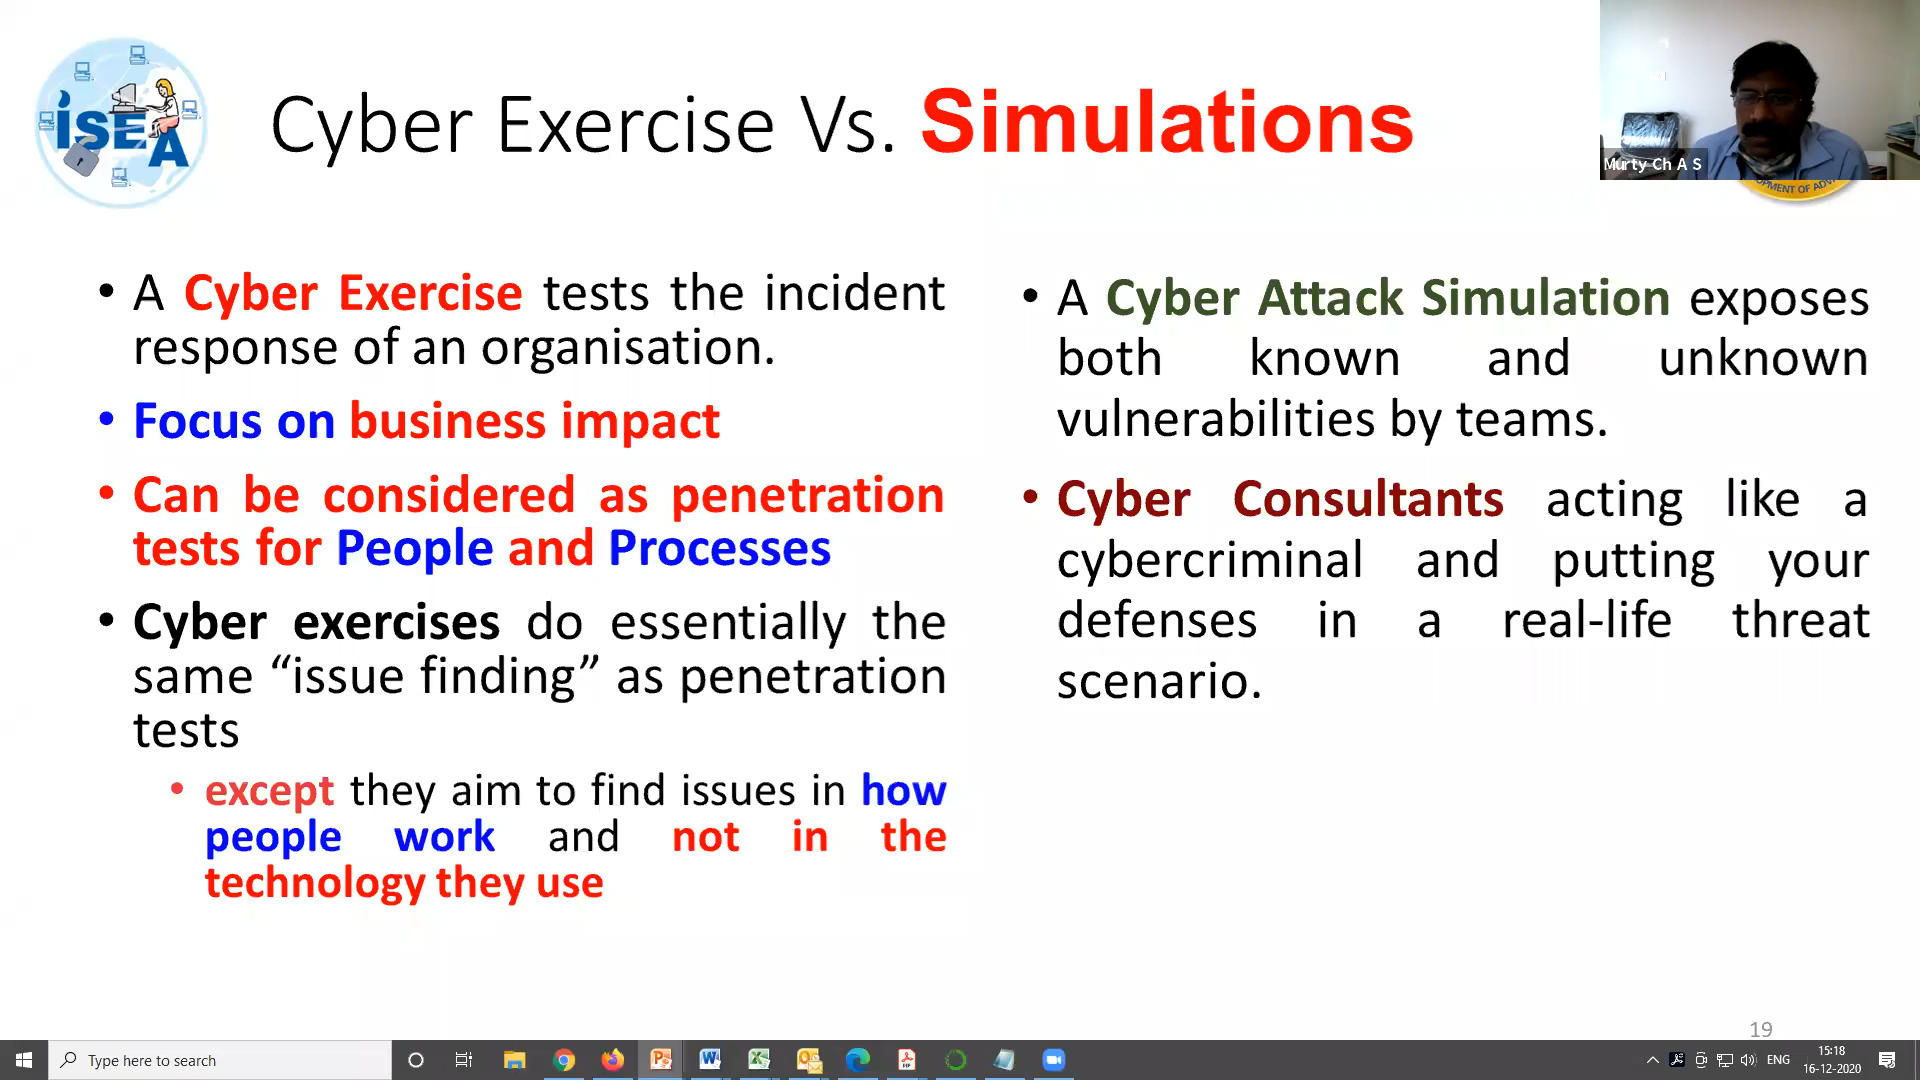 iSEA
Cyber Exercise Vs. Simulations
Murty Ch A S
OPMENT OF ADV
• A Cyber Exercise tests the incident
response of an organisation.
• Focus on business impact
• Can be considered as penetration
tests for People and Processes
• Cyber exercises do essentially the
same “issue finding” as penetration
tests
• except they aim to find issues in how
people work and not in the
technology they use
• A Cyber Attack Simulation exposes
both known and unknown
vulnerabilities by teams.
• Cyber Consultants acting like a
cybercriminal and putting your
defenses in a real-life threat
scenario.
19
Type here to search
ENG
15:18
16-12-2020